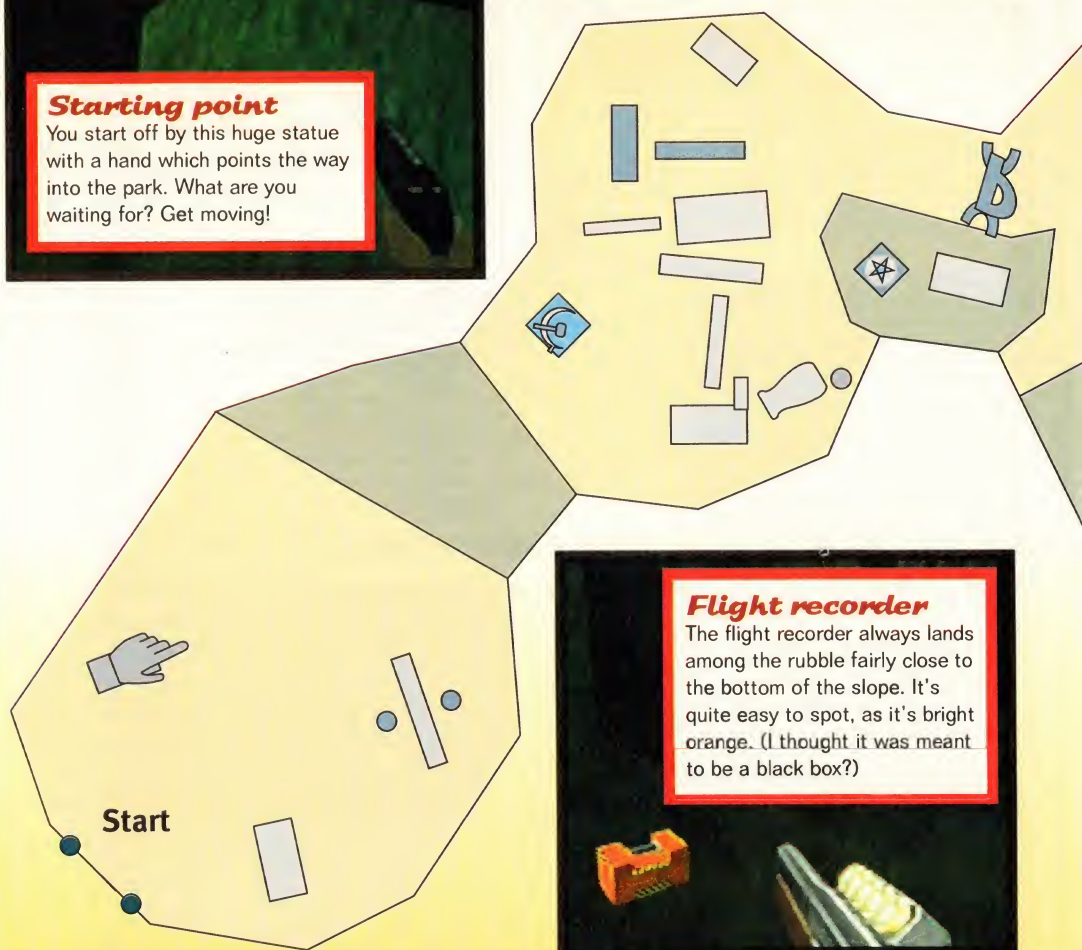 Starting point
You start off by this huge statue
with a hand which points the way
into the park. What are you
waiting for? Get moving!
Start
Flight recorder
The flight recorder always lands
among the rubble fairly close to
the bottom of the slope. It's
quite easy to spot, as it's bright
orange. (I thought it was meant
to be a black box?)